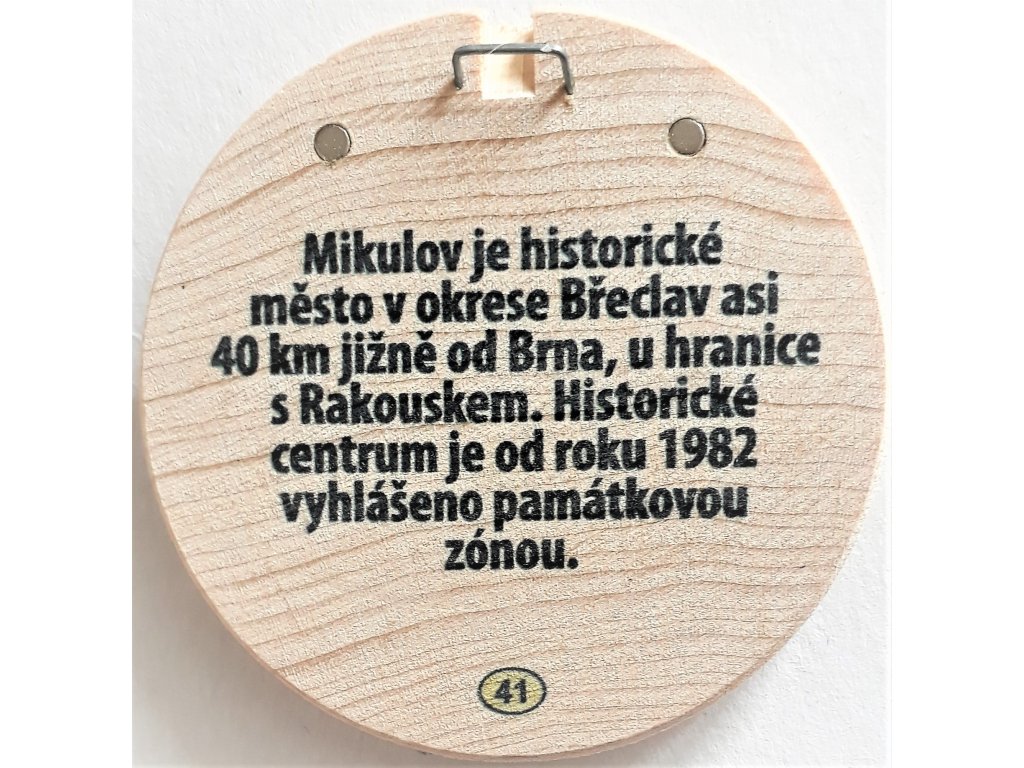 Mikulov je historické
město v okrese Břeclav asi
40 km jižně od Brna, u hranice
s Rakouskem. Historické
centrum je od roku 1982
vyhlášeno památkovou
zónou.
41